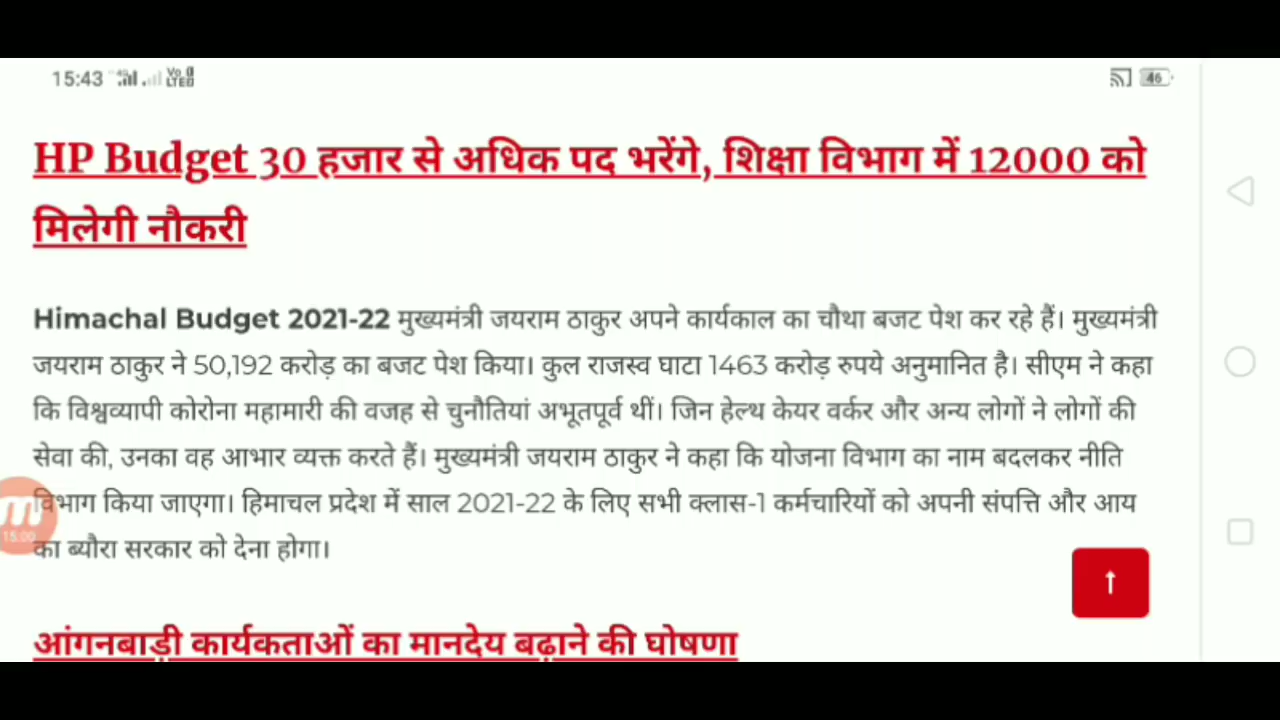 15:43
46
HP Budget 30 हजार से अधिक पद भरेंगे, शिक्षा विभाग में 12000 को
मिलेगी नौकरी
Himachal Budget 2021-22 मुख्यमंत्री जयराम ठाकुर अपने कार्यकाल का चौथा बजट पेश कर रहे हैं। मुख्यमंत्री
जयराम ठाकुर ने 50,192 करोड़ का बजट पेश किया। कुल राजस्व घाटा 1463 करोड़ रुपये अनुमानित है। सीएम ने कहा
कि विश्वव्यापी कोरोना महामारी की वजह से चुनौतियां अभूतपूर्व थीं। जिन हेल्थ केयर वर्कर और अन्य लोगों ने लोगों की
सेवा की, उनका वह आभार व्यक्त करते हैं। मुख्यमंत्री जयराम ठाकुर ने कहा कि योजना विभाग का नाम बदलकर नीति
विभाग किया जाएगा। हिमाचल प्रदेश में साल 2021-22 के लिए सभी क्लास-1 कर्मचारियों को अपनी संपत्ति और आय
15:00
का ब्यौरा सरकार को देना होगा।
आंगनबाड़ी कार्यकताओं का मानदेय बढ़ाने की घोषणा